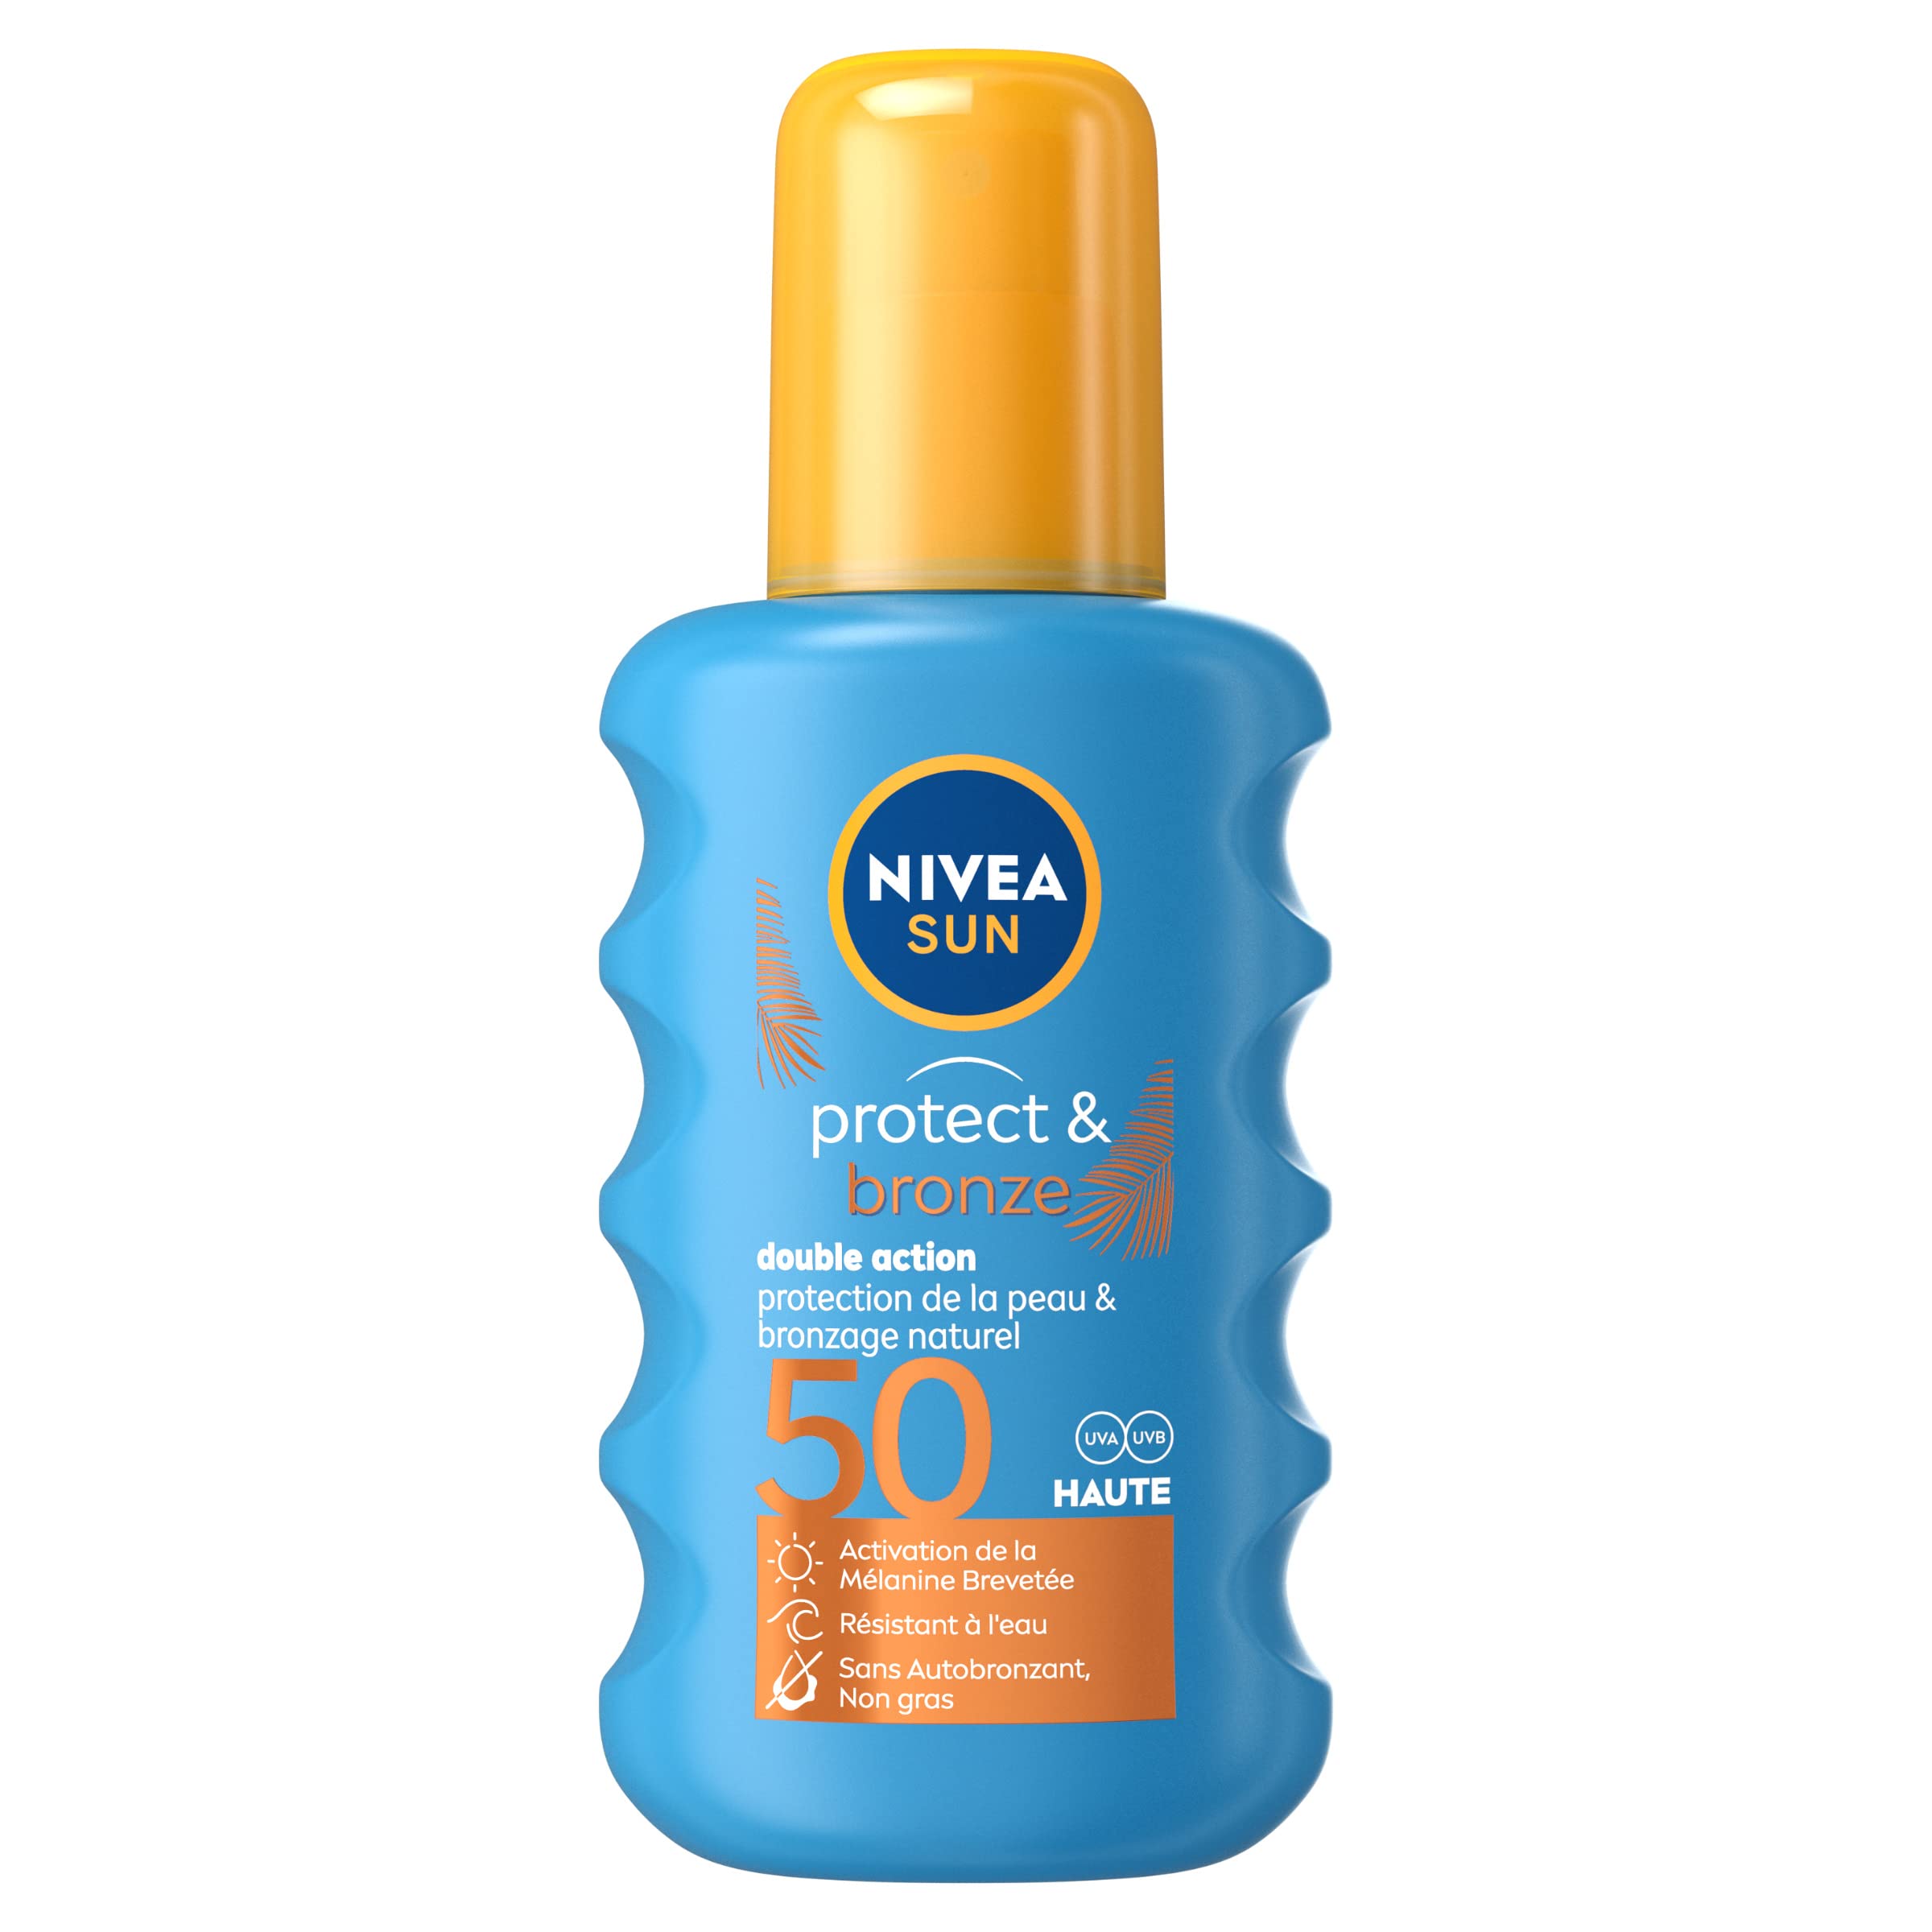 NIVEA
SUN
protect &
bronze
double action
protection de la peau &
bronzage naturel
50
UVA UVB
HAUTE
Activation de la
Mélanine Brevetée
Résistant à l'eau
Sans Autobronzant,
Non gras